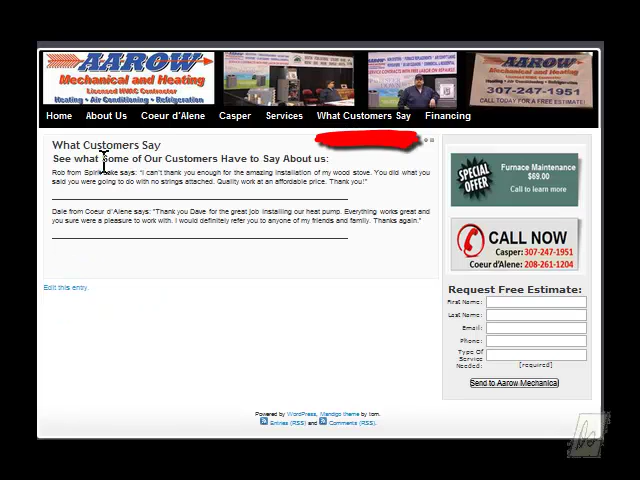 AAROW
Mechanical and Heating
Licensed HVAC Contractor
Heating • Air Conditioning • Refrigeration
AAROW
AAROW
Mechanical and Heating
Licensed HVAC Contractor
307-247-1951
CALL TODAY FOR A FREE ESTIMATE!
Home About Us Coeur d'Alene Casper Services What Customers Say Financing
What Customers Say
See what Some of Our Customers Have to Say About us:
Rob from Spirit Lake says: "I can't thank you enough for the amazing installation of my wood stove. You did what you
said you were going to do with no strings attached. Quality work at an affordable price. Thank you!"
Dale from Coeur d'Alene says: "Thank you Dave for the great job installing our heat pump. Everything works great and
you sure were a pleasure to work with. I would definitely refer you to anyone of my friends and family. Thanks again."
Edit this entry.
SPECIAL
OFFER
Furnace Maintenance
$69.00
Call to learn more!
CALL NOW
Casper: 307-247-1951
Coeur d'Alene: 208-261-1204
Request Free Estimate:
First Name:
Last Name:
Email:
Phone:
Type Of
Service
Needed:
[required]
Send to Aarow Mechanical
Powered by WordPress, Mandigo theme by tom.
Entries (RSS) and Comments (RSS).